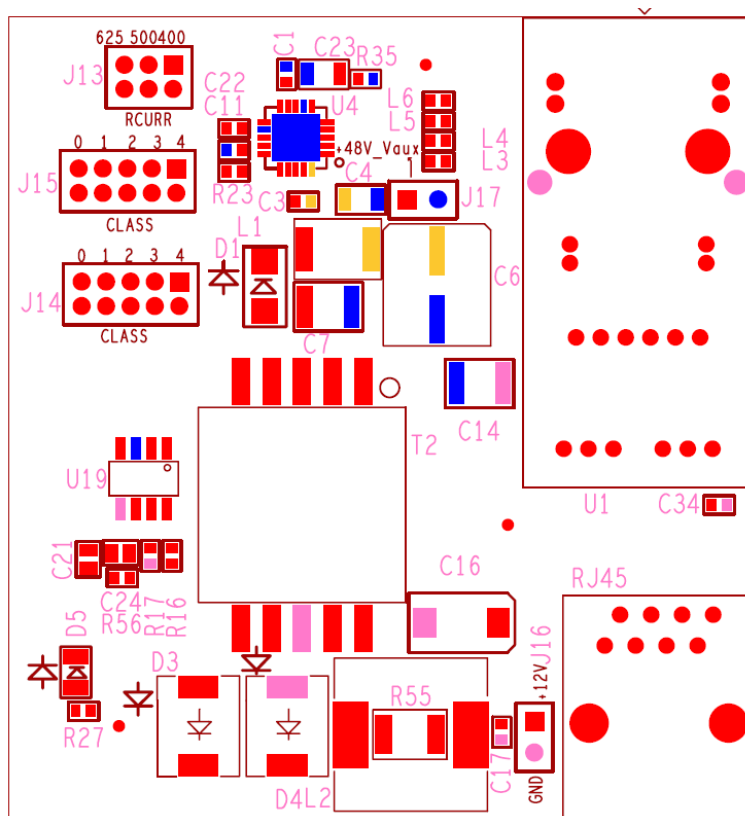 625 500400
J13
RCURR
C1
C23
R35
C22
C11
U4
L6
L5
L4
L3
+48V_Vaux
0 1 2 3 4
J15
CLASS
R23
C3
C4
J17
0 1 2 3 4
J14
CLASS
D1
L1
C7
C6
C14
T2
U19
U1
C34
C21
C24
R56
R17
R16
C16
RJ45
D5
R27
D3
D4
L2
R55
C17
J16
+12V
GND